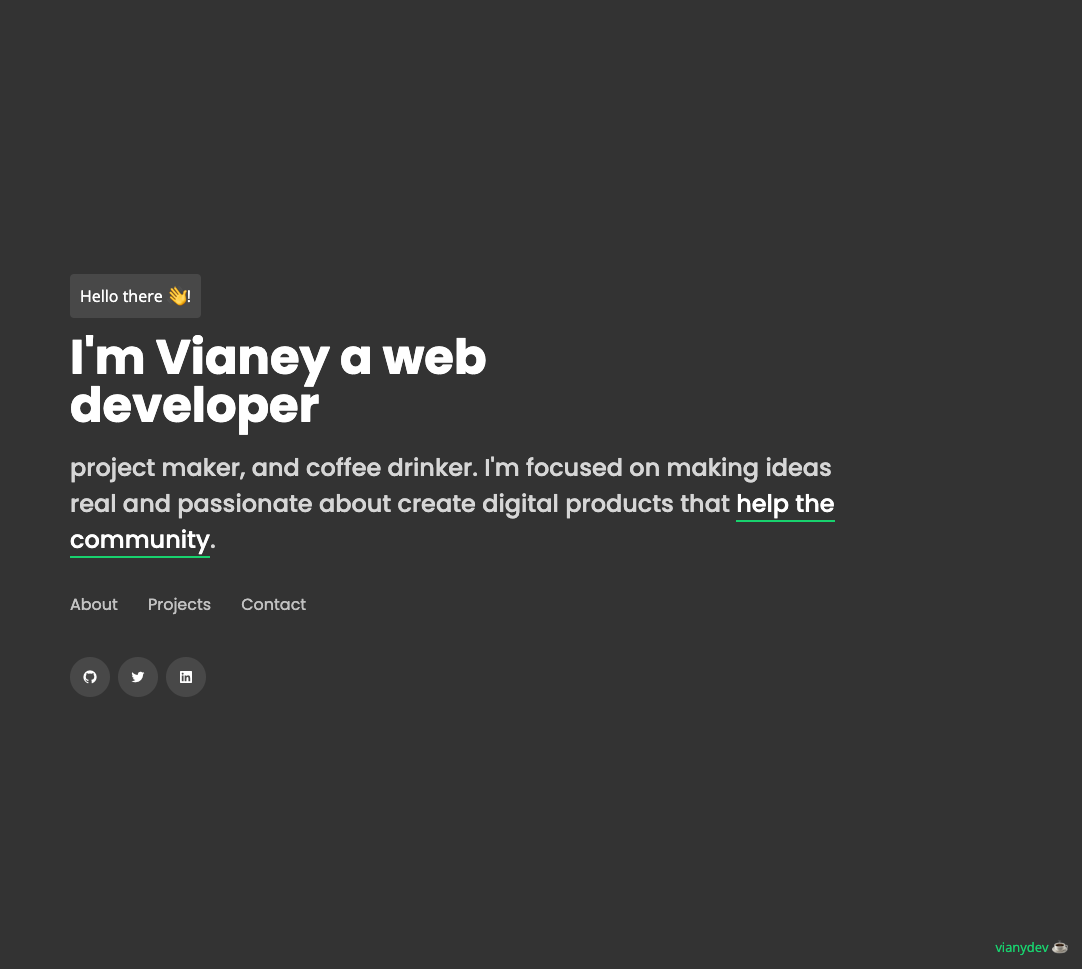 Hello there 👋!
I'm Vianey a web
developer
project maker, and coffee drinker. I'm focused on making ideas
real and passionate about create digital products that help the
community.
About Projects Contact
vianydev ☕